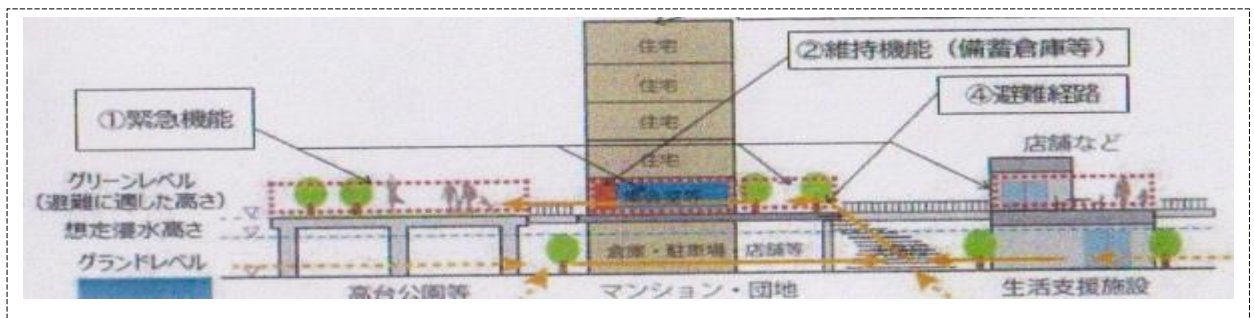 住宅
②維持機能（備蓄倉庫等）
住宅
④避難経路
①緊急機能
住宅
店舗など
住宅
グリーンレベル
（避難に適した高さ）
想定湛水高さ
倉庫・駐車場・店舗等
グランドレベル
高台公園等
マンション・団地
生活支援施設